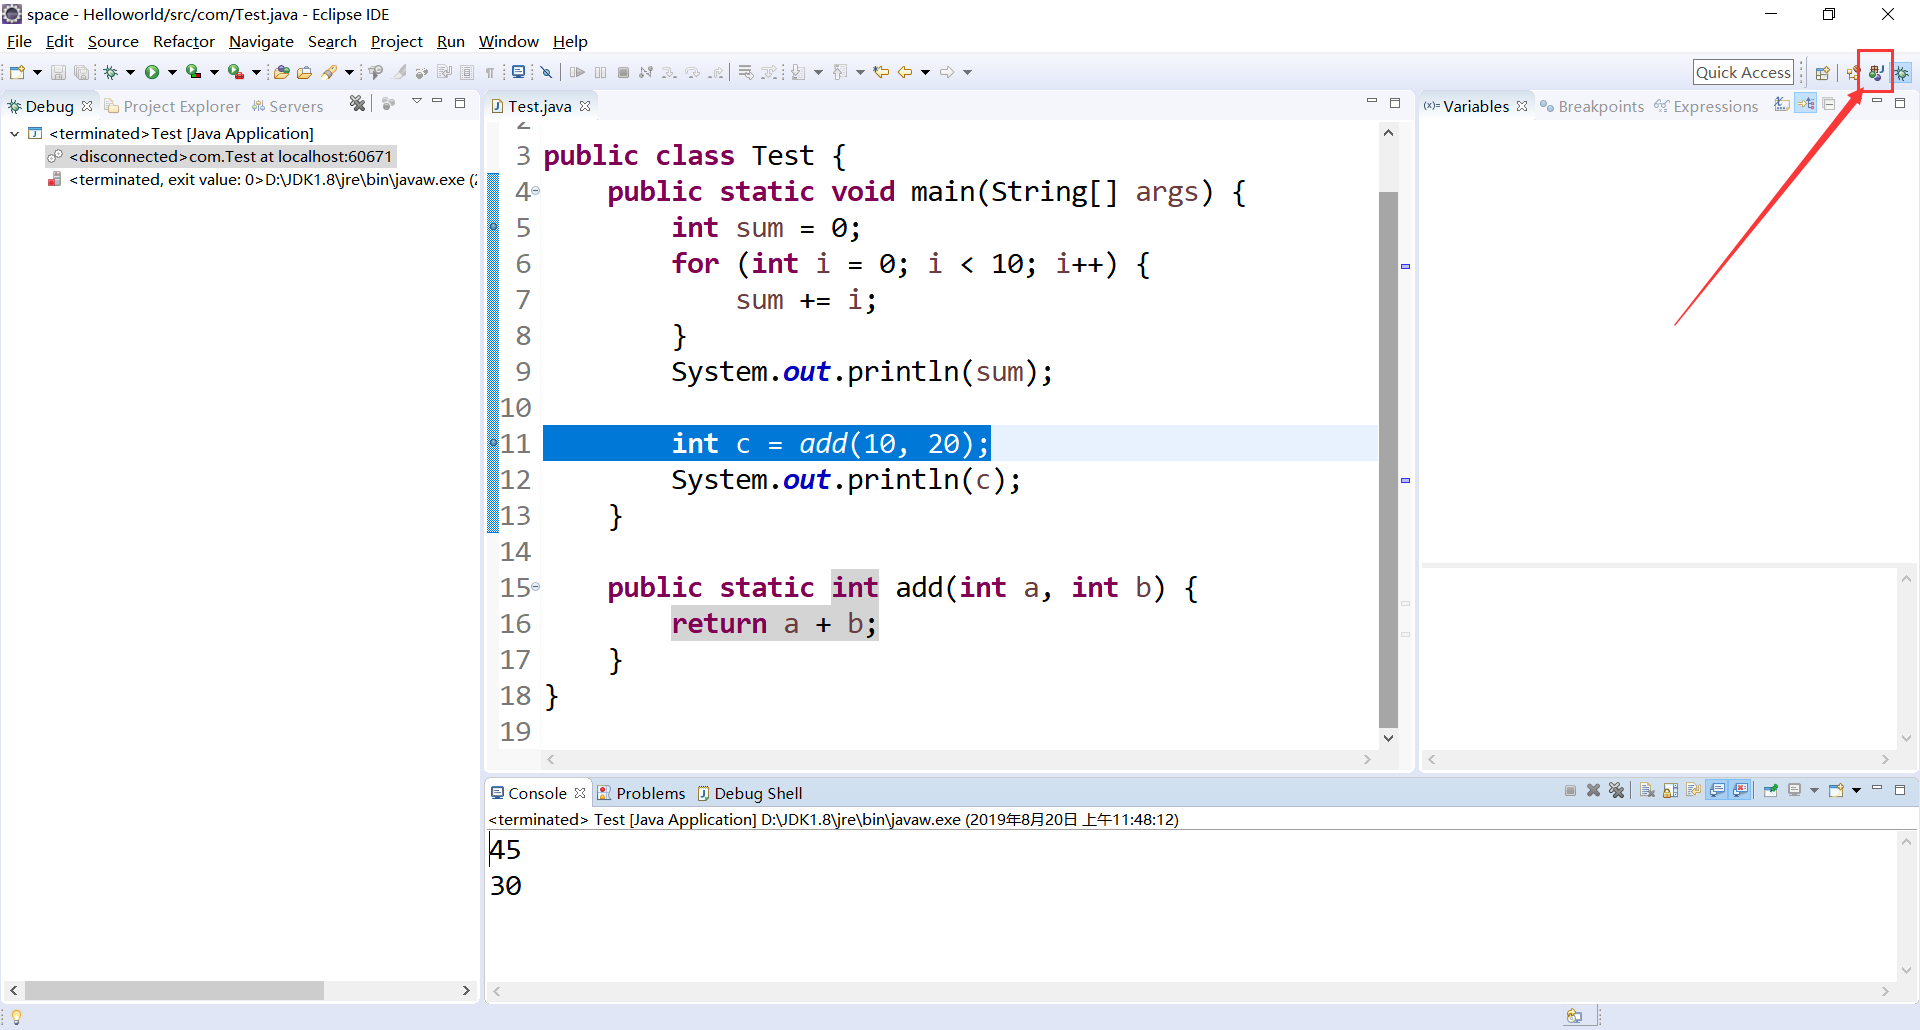 space - Helloworld/src/com/Test.java - Eclipse IDE
File Edit Source Refactor Navigate Search Project Run Window Help
Quick Access
Debug Project Explorer Servers
<terminated>Test [Java Application]
<disconnected>com.Test at localhost:60671
<terminated, exit value: 0>D:\JDK1.8\jre\bin\javaw.exe (2
Test.java
2
3 public class Test {
4 public static void main(String[] args) {
5 int sum = 0;
6 for (int i = 0; i < 10; i++) {
7 sum += i;
8 }
9 System.out.println(sum);
10
11 int c = add(10, 20);
12 System.out.println(c);
13 }
14
15 public static int add(int a, int b) {
16 return a + b;
17 }
18 }
19
(x)= Variables Breakpoints Expressions
Console Problems Debug Shell
<terminated> Test [Java Application] D:\JDK1.8\jre\bin\javaw.exe (2019年8月20日 上午11:48:12)
45
30